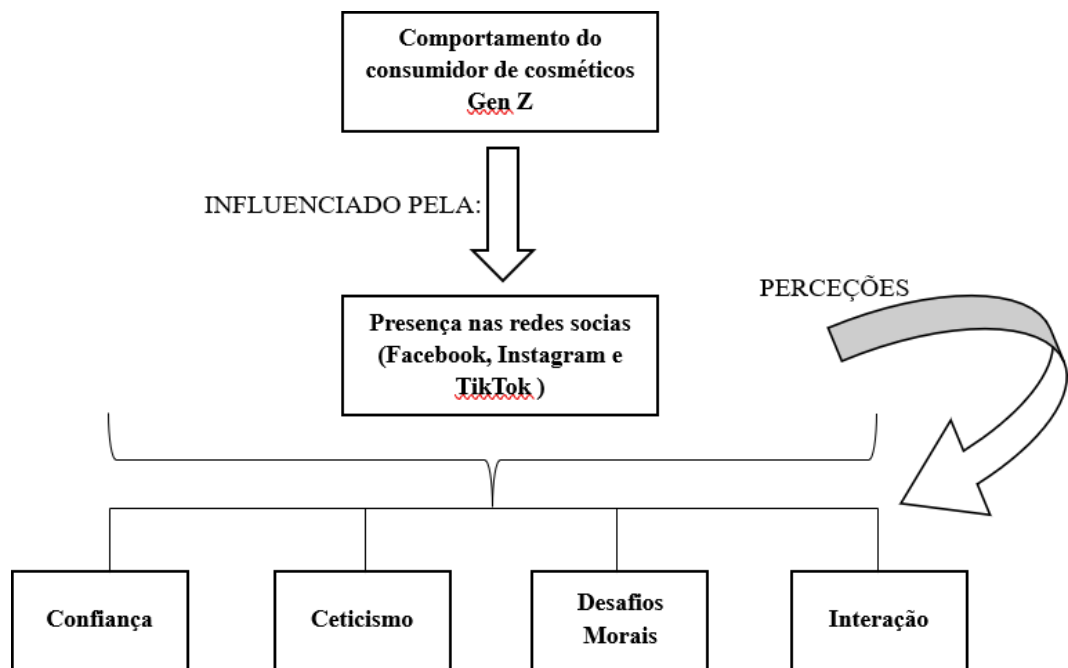 Comportamento do
consumidor de cosméticos
Gen Z
INFLUENCIADO PELA:
PERCEÇÕES
Presença nas redes socias
(Facebook, Instagram e
TikTok )
Confiança
Ceticismo
Desafios
Morais
Interação